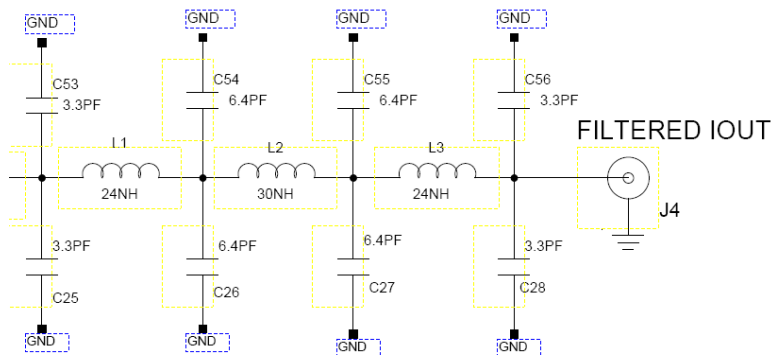 GND GND GND GND
C53 C54 C55 C56
3.3PF 6.4PF 6.4PF 3.3PF
FILTERED IOUT
L1 L2 L3
24NH 30NH 24NH
J4
3.3PF 6.4PF 6.4PF 3.3PF
C25 C26 C27 C28
GND GND GND GND